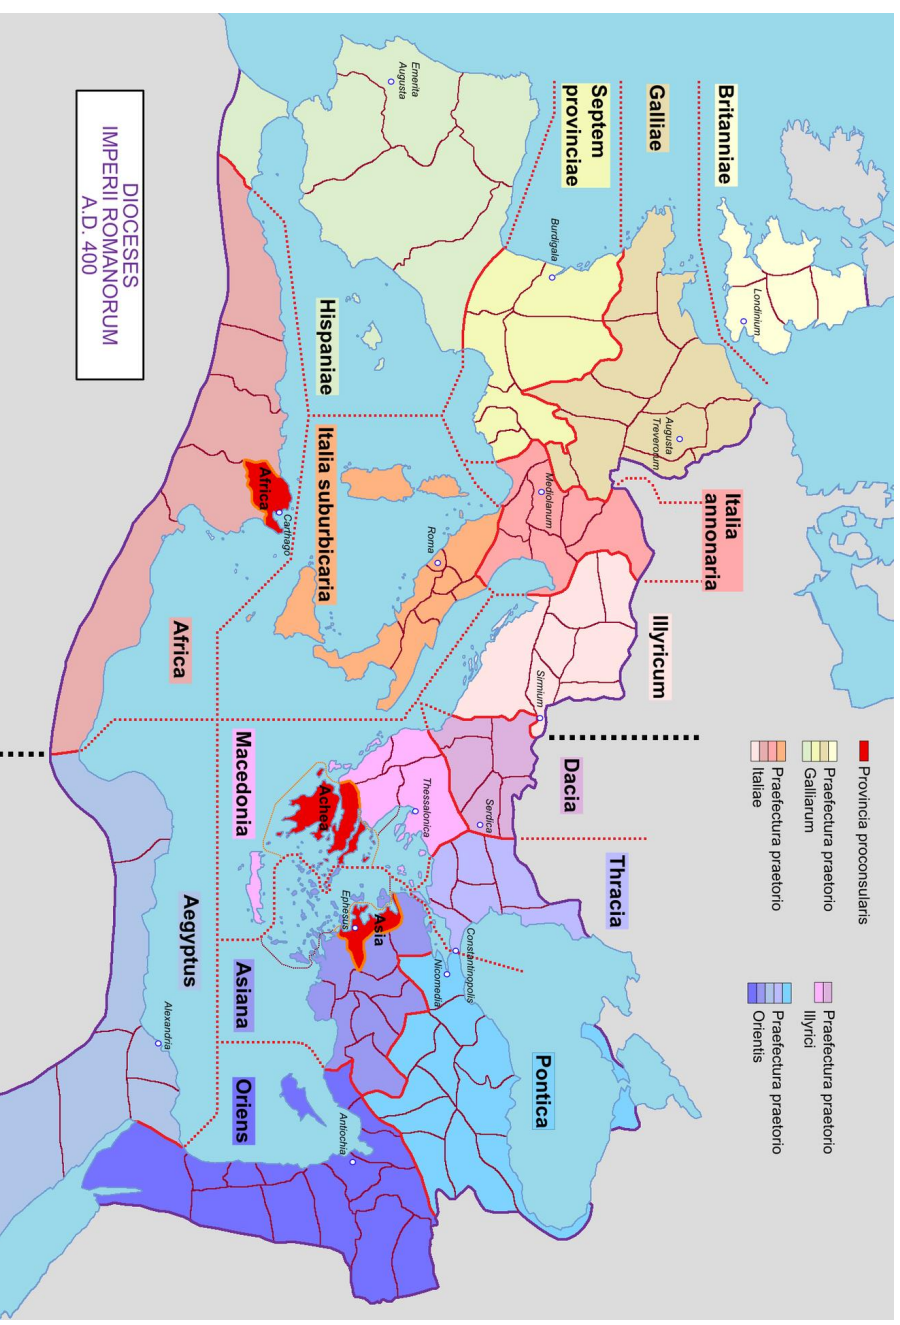 Britanniae
Londinium
Galliae
Augusta
Treverorum
Septem
provinciae
Burdigala
Emerita
Augusta
Hispaniae
Italia
annonaria
Mediolanum
Italia suburbicaria
Roma
Illyricum
Sirmium
Africa
Carthago
Africa
Dacia
Serdica
Macedonia
Thessalonica
Achea
Thracia
Constantinopolis
Nicomedia
Asia
Ephesus
Asiana
Pontica
Oriens
Antiochia
Aegyptus
Alexandria
Provincia proconsularis
Praefectura praetorio
Galliarum
Praefectura praetorio
Italiae
Praefectura praetorio
Illyrici
Praefectura praetorio
Orientis
DIOCESES
IMPERII ROMANORUM
A.D. 400